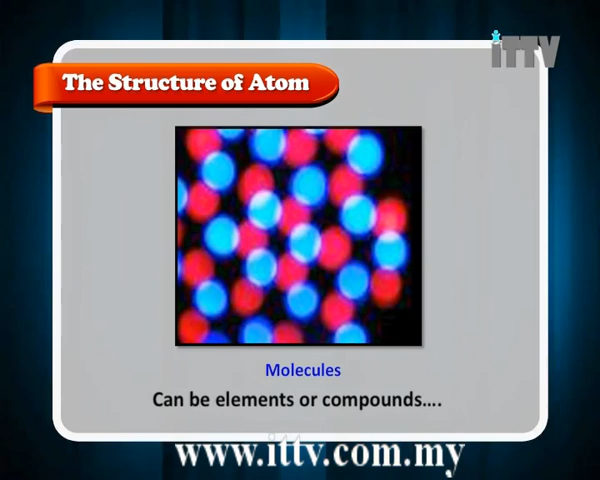 iTTV
The Structure of Atom
Molecules
Can be elements or compounds....
www.ittv.com.my